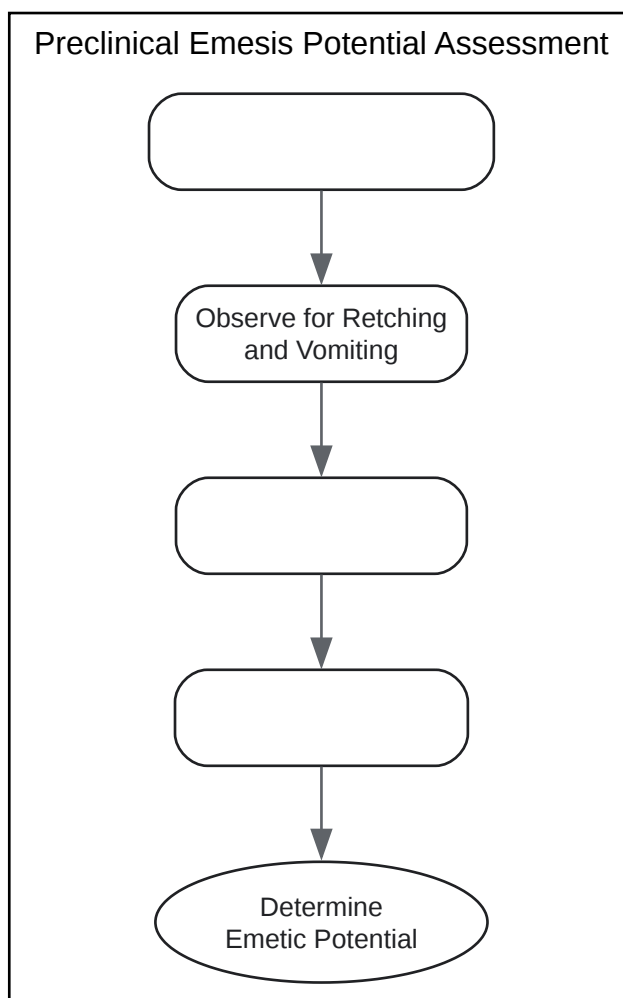 Preclinical Emesis Potential Assessment
Observe for Retching
and Vomiting
Determine
Emetic Potential